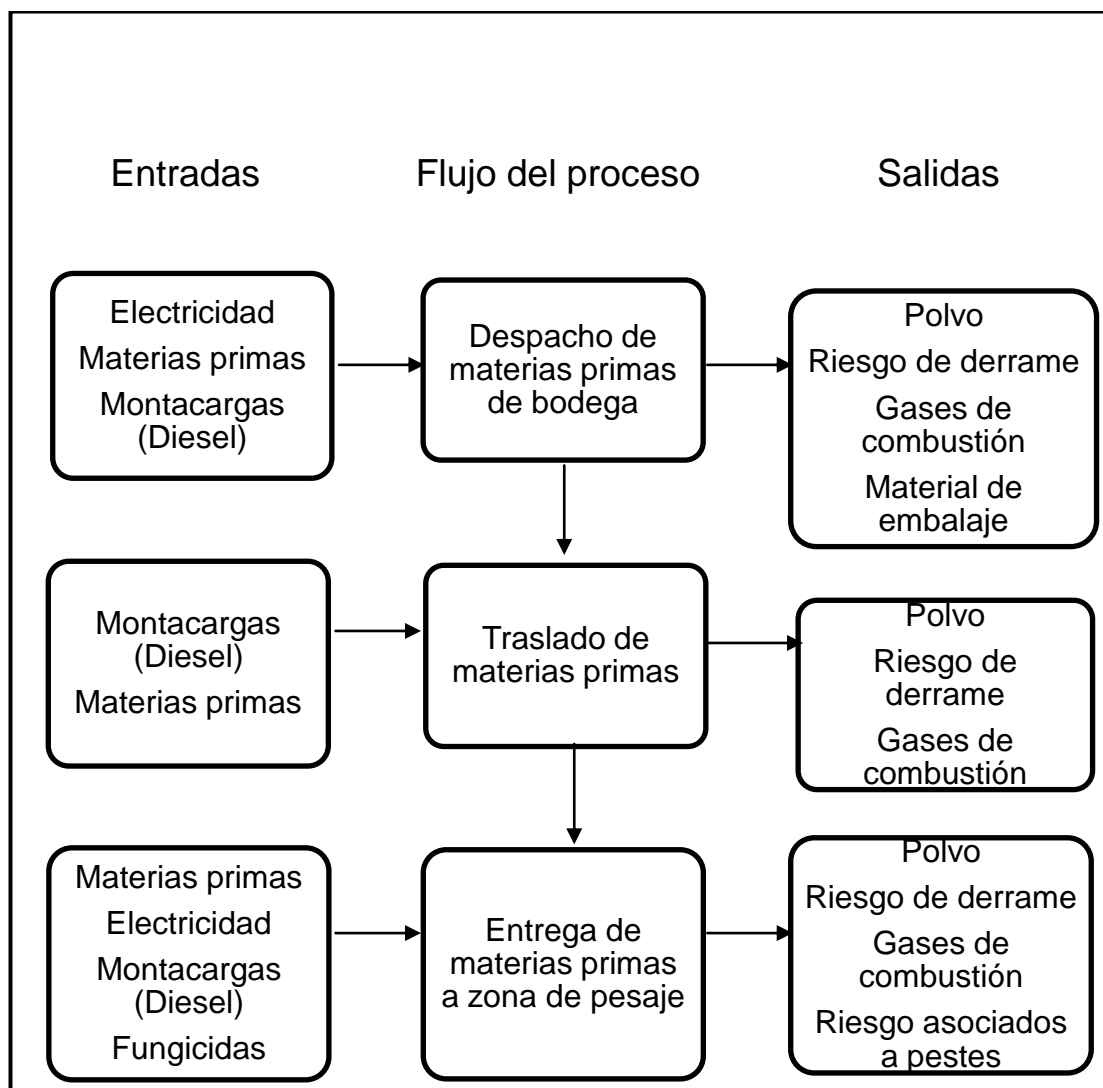 Entradas
Flujo del proceso
Salidas
Electricidad
Materias primas
Montacargas
(Diesel)
Despacho de
materias primas
de bodega
Polvo
Riesgo de derrame
Gases de
combustión
Material de
embalaje
Montacargas
(Diesel)
Materias primas
Traslado de
materias primas
Polvo
Riesgo de
derrame
Gases de
combustión
Materias primas
Electricidad
Montacargas
(Diesel)
Fungicidas
Entrega de
materias primas
a zona de pesaje
Polvo
Riesgo de derrame
Gases de
combustión
Riesgo asociados
a pestes